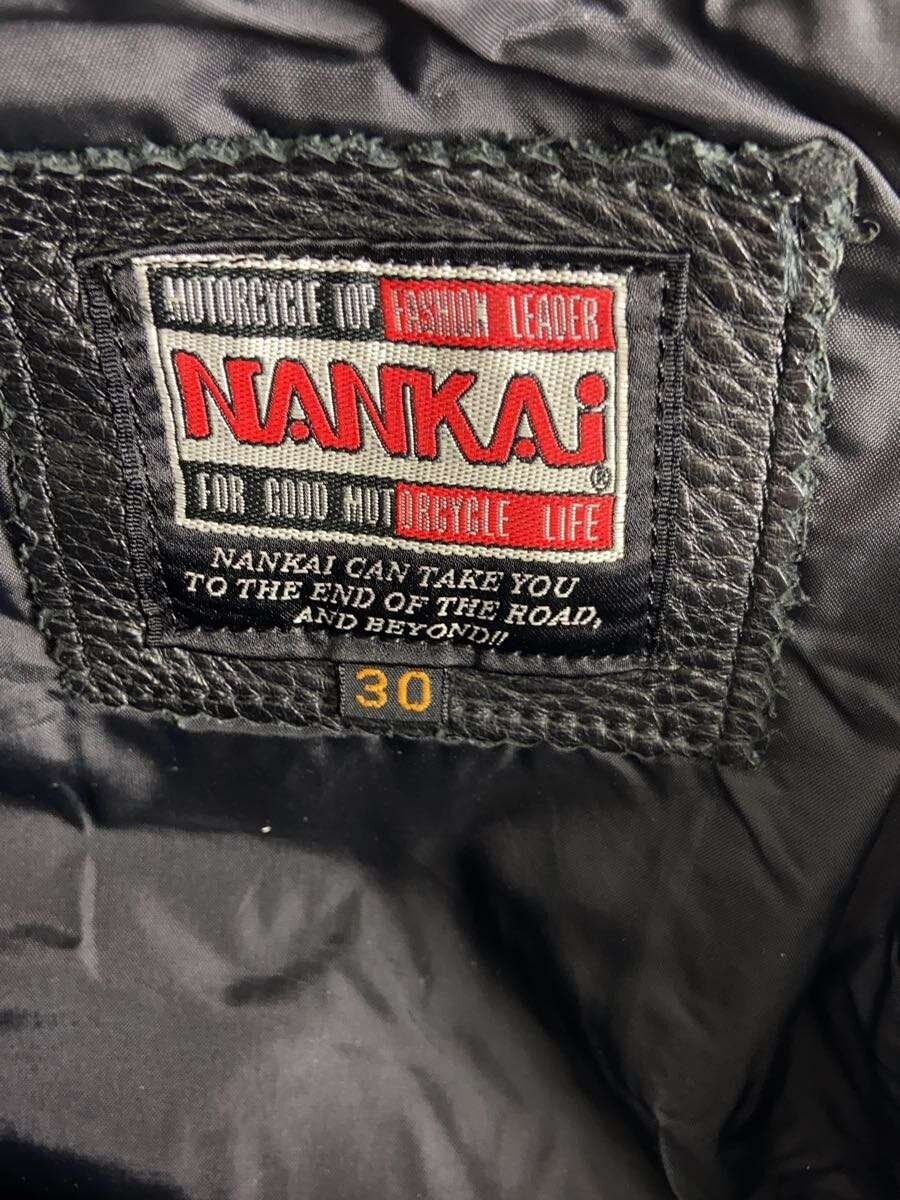 MOTORCYCLE TOP FASHION LEADER
NANKAi
®
FOR GOOD MOTORCYCLE LIFE
NANKAI CAN TAKE YOU
TO THE END OF THE ROAD,
AND BEYOND!!
30